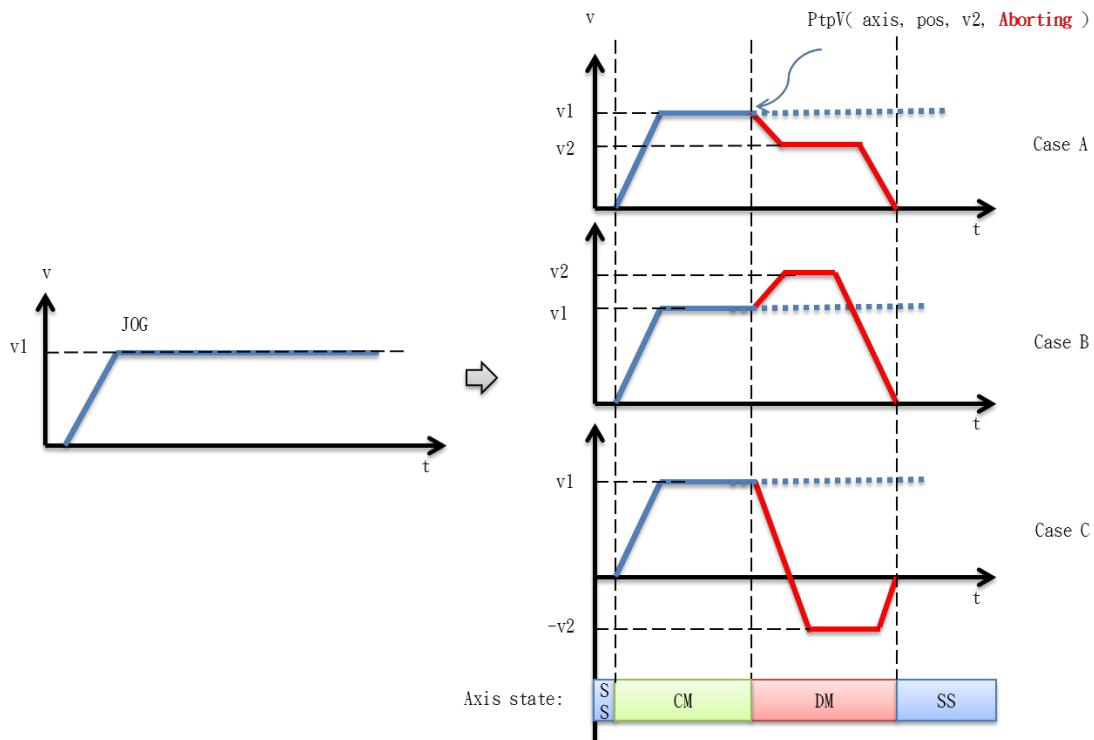 v
JOG
v1
t
v
PtpV( axis, pos, v2, Aborting )
v1
v2
Case A
t
v2
v1
Case B
t
v1
Case C
t
-v2
Axis state:
S
S
CM
DM
SS